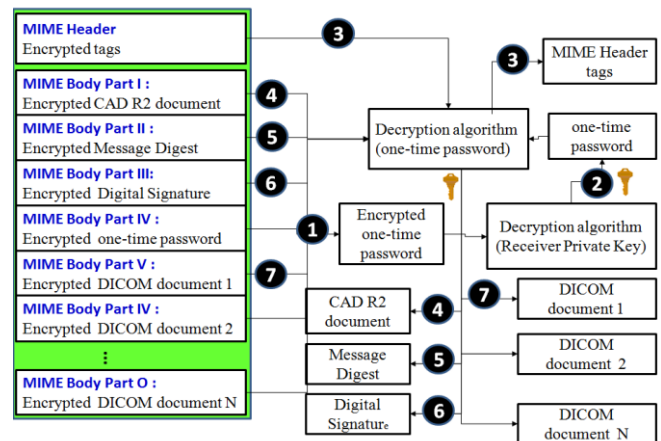 MIME Header
Encrypted tags
MIME Body Part I :
Encrypted CAD R2 document
MIME Body Part II :
Encrypted Message Digest
MIME Body Part III:
Encrypted Digital Signature
MIME Body Part IV :
Encrypted one-time password
MIME Body Part V :
Encrypted DICOM document 1
MIME Body Part IV :
Encrypted DICOM document 2
⋮
MIME Body Part O :
Encrypted DICOM document N
3
4
5
6
1
7
3
MIME Header
tags
Decryption algorithm
(one-time password)
one-time
password
2
Encrypted
one-time
password
Decryption algorithm
(Receiver Private Key)
CAD R2
document
4
Message
Digest
5
Digital
Signature
6
7
DICOM
document 1
DICOM
document 2
DICOM
document N